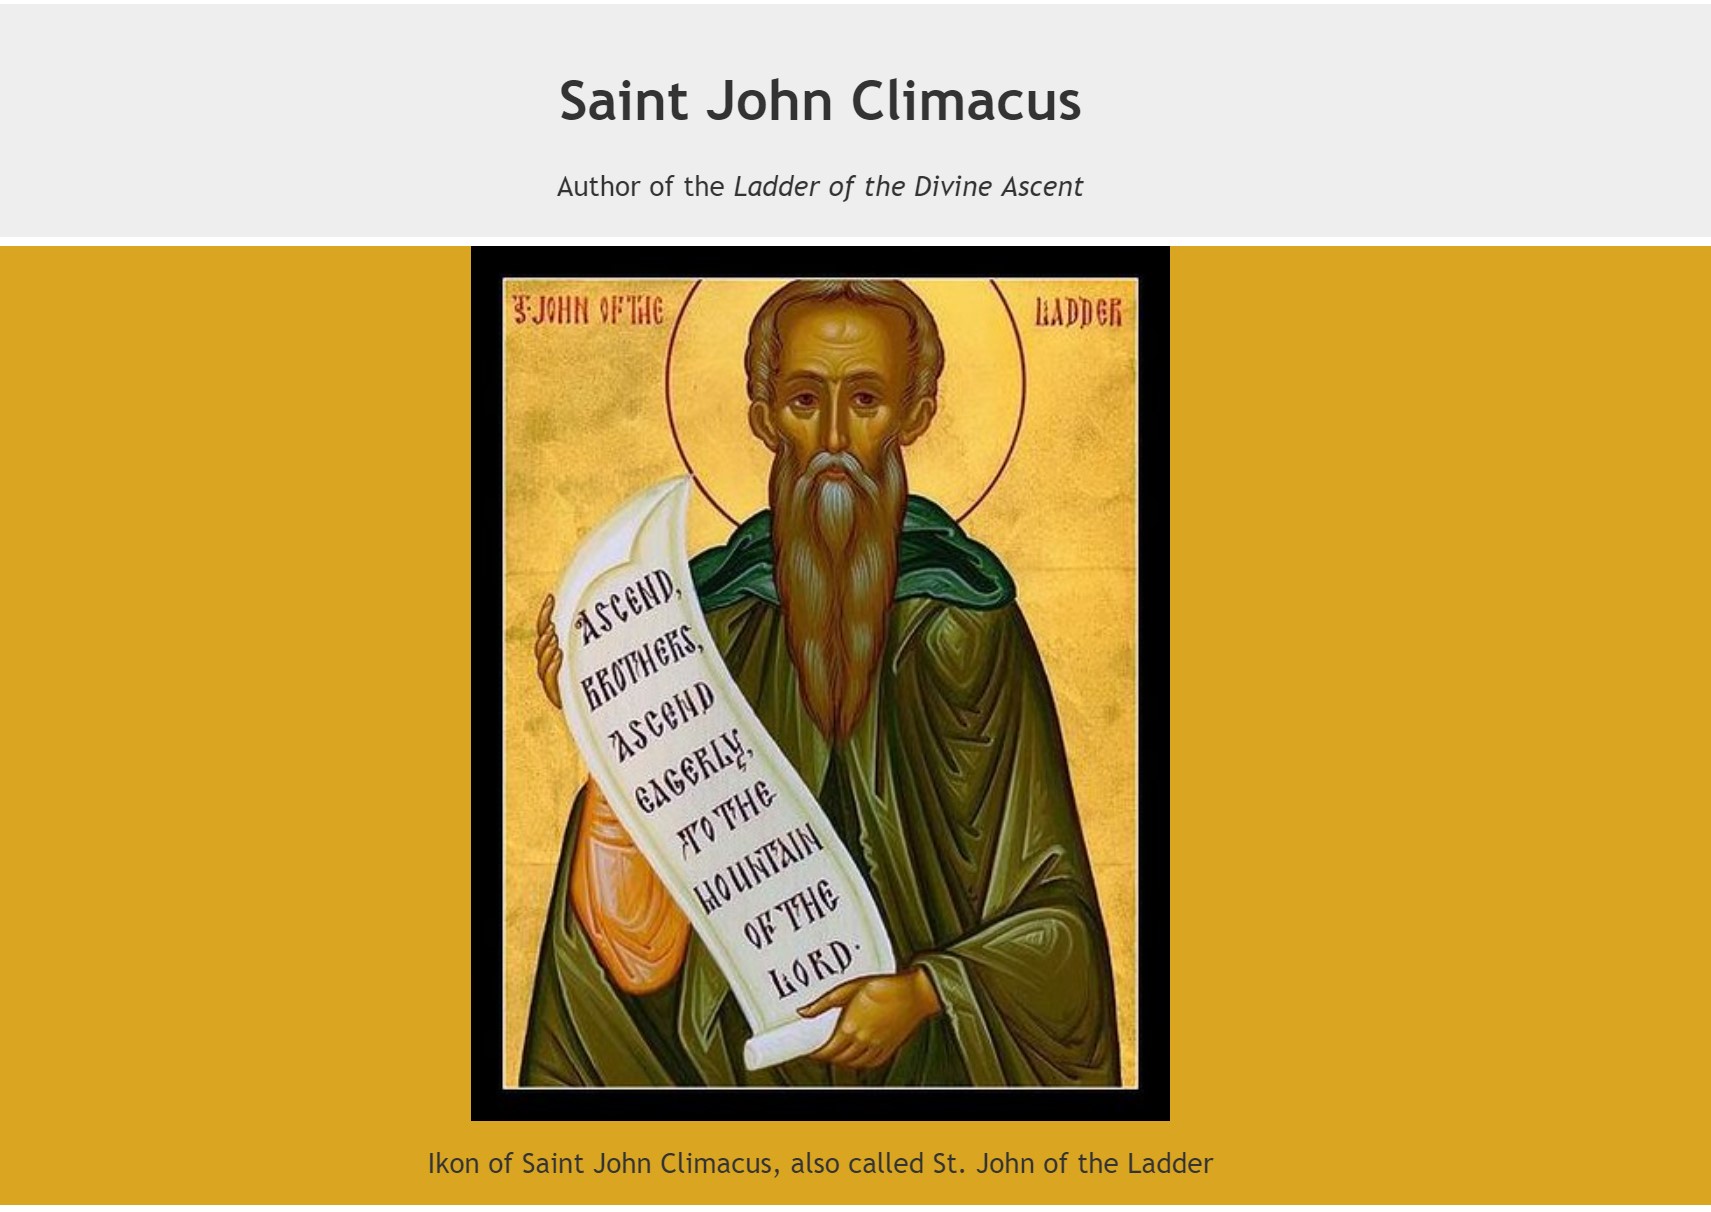 Saint John Climacus
Author of the Ladder of the Divine Ascent
S. JOHN OF THE LADDER
ASCEND,
BROTHERS,
ASCEND
EAGERLY,
TO THE
MOUNTAIN
OF THE
LORD.
Ikon of Saint John Climacus, also called St. John of the Ladder